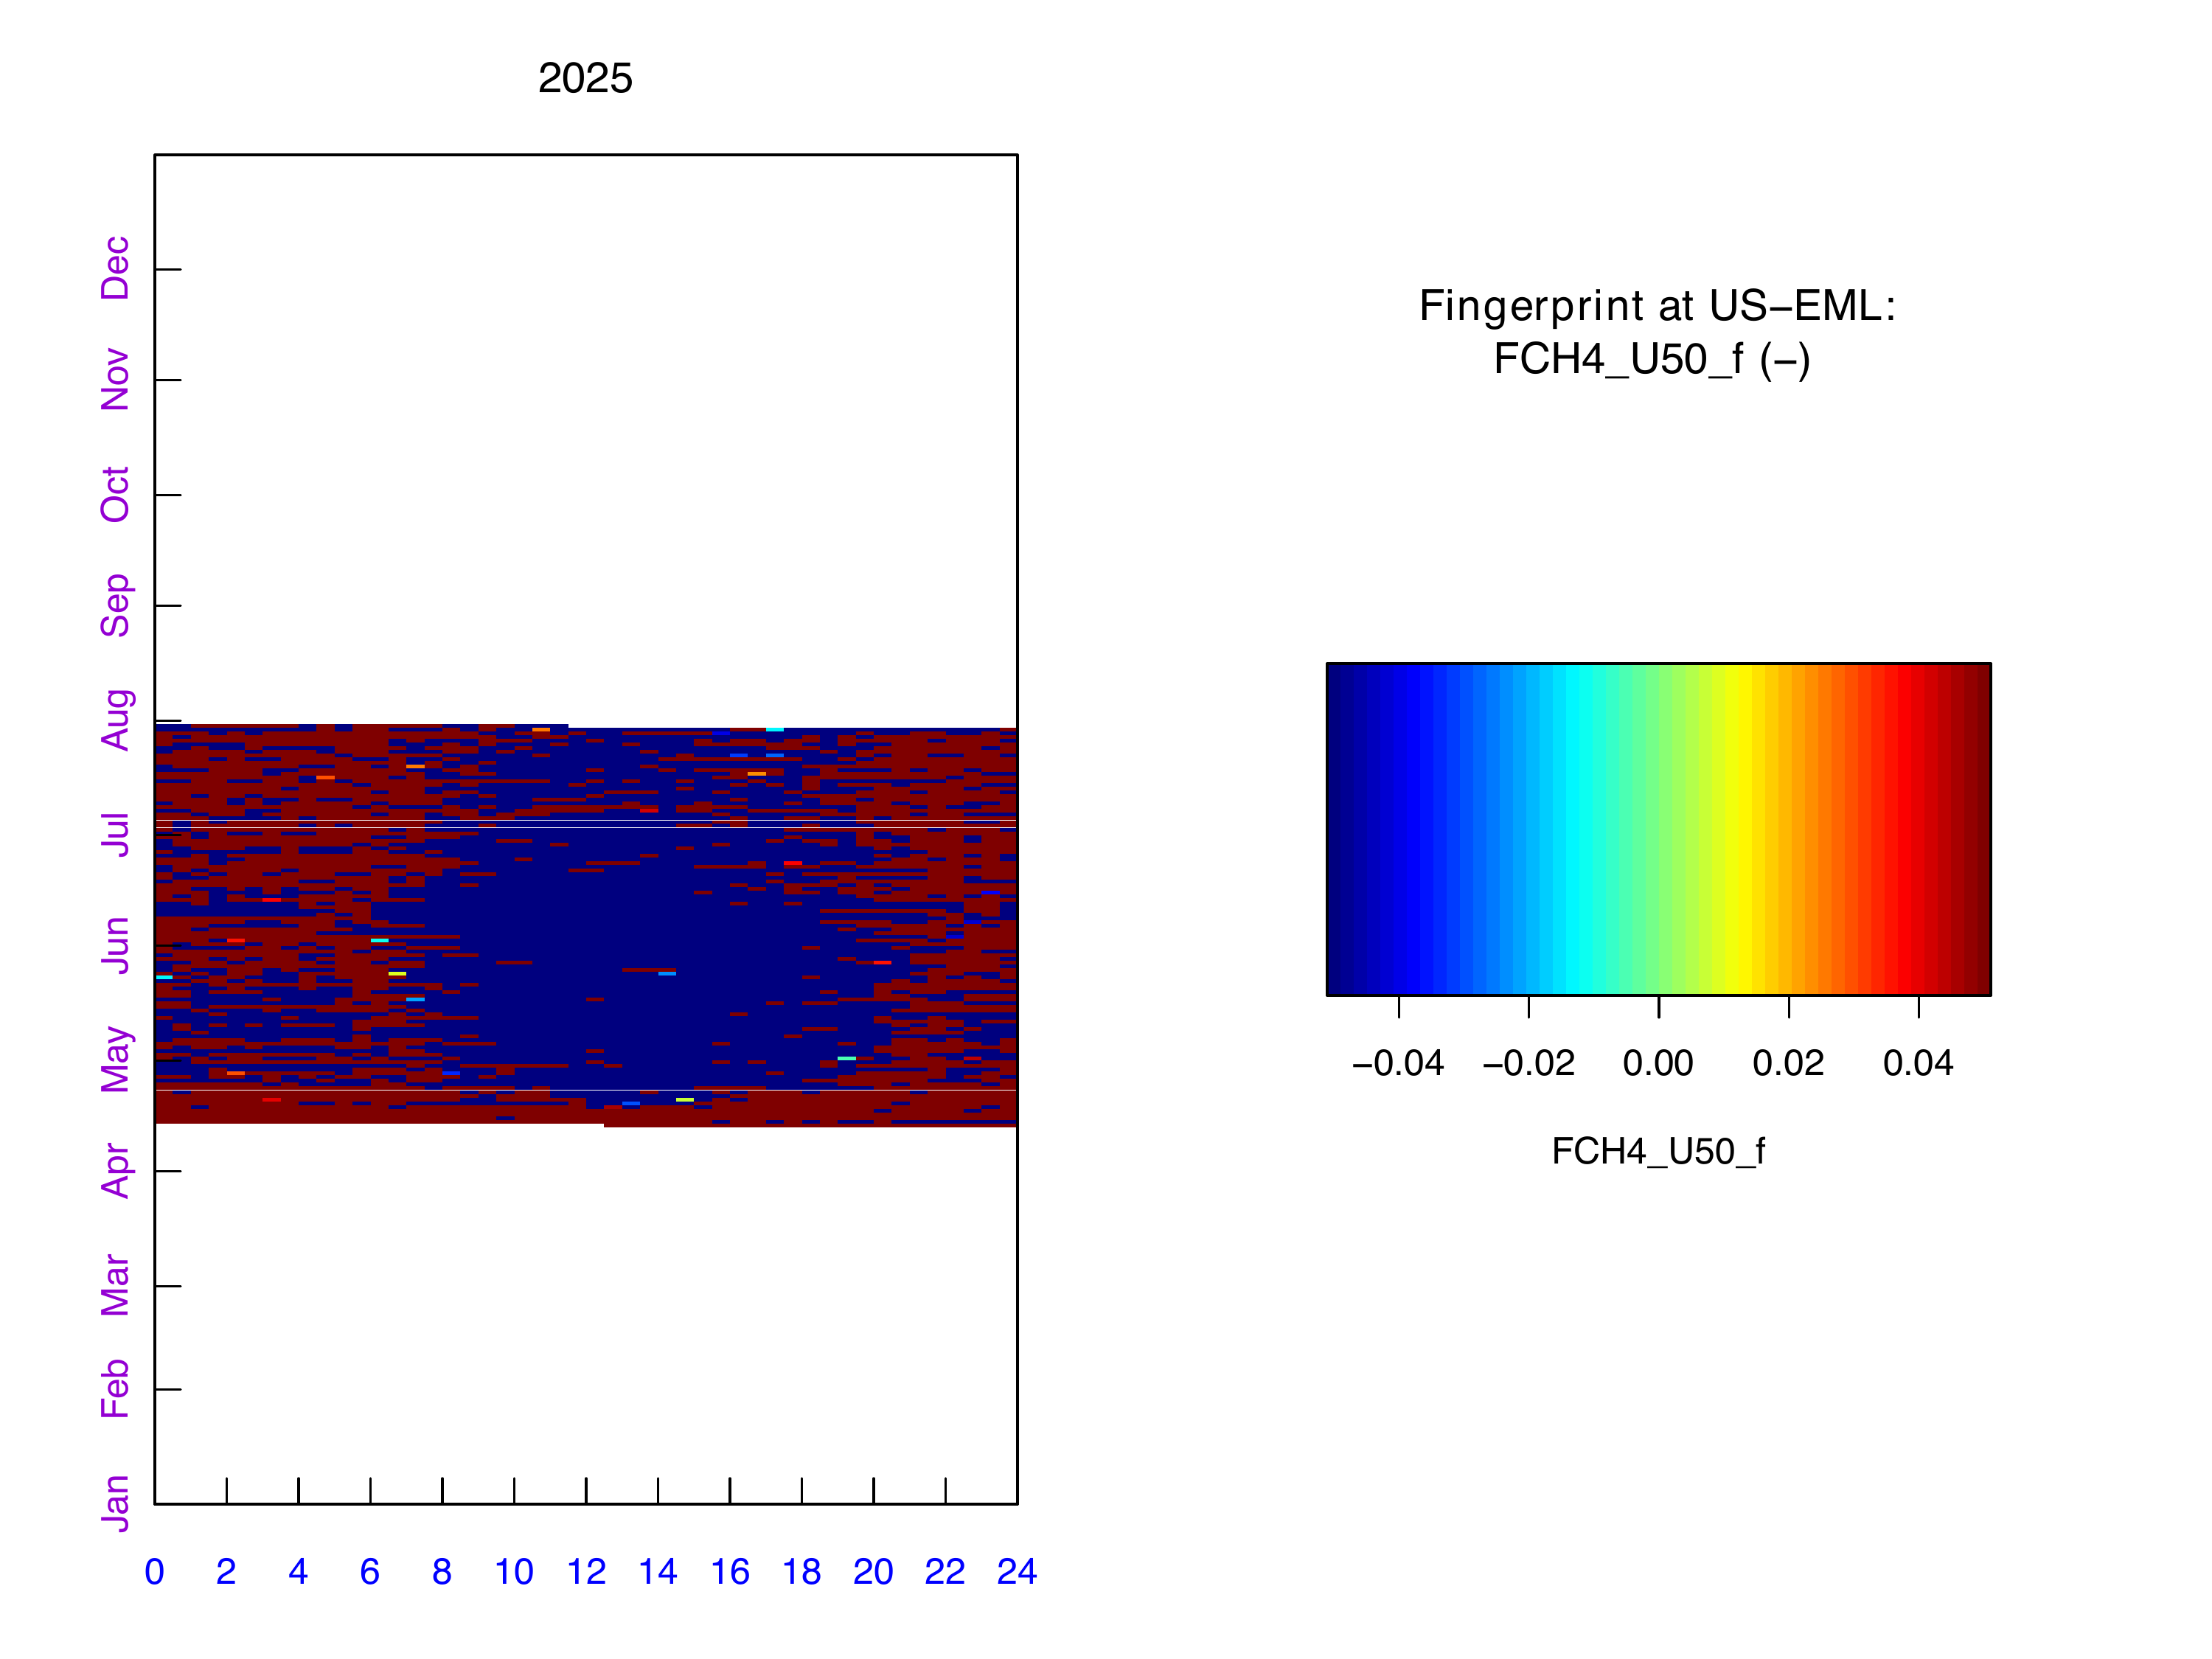 2025
Dec
Nov
Oct
Sep
Aug
Jul
Jun
May
Apr
Mar
Feb
Jan
0 2 4 6 8 10 12 14 16 18 20 22 24
Fingerprint at US−EML:
FCH4_U50_f (−)
−0.04 −0.02 0.00 0.02 0.04
FCH4_U50_f